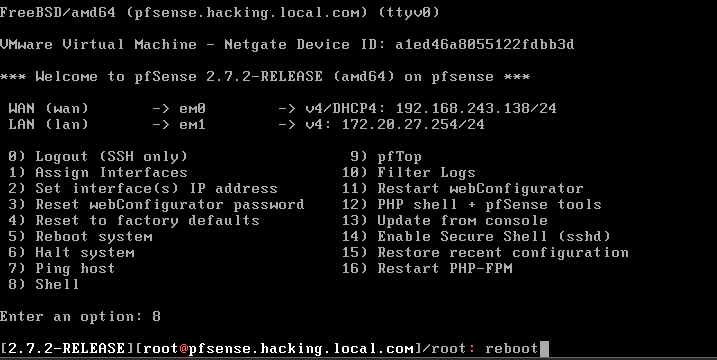 FreeBSD/amd64 (pfsense.hacking.local.com) (ttyv0)
VMware Virtual Machine - Netgate Device ID: a1ed46a8055122fdbb3d
*** Welcome to pfSense 2.7.2-RELEASE (amd64) on pfsense ***
WAN (wan) -> em0 -> v4/DHCP4: 192.168.243.138/24
LAN (lan) -> em1 -> v4: 172.20.27.254/24
0) Logout (SSH only) 9) pfTop
1) Assign Interfaces 10) Filter Logs
2) Set interface(s) IP address 11) Restart webConfigurator
3) Reset webConfigurator password 12) PHP shell + pfSense tools
4) Reset to factory defaults 13) Update from console
5) Reboot system 14) Enable Secure Shell (sshd)
6) Halt system 15) Restore recent configuration
7) Ping host 16) Restart PHP-FPM
8) Shell
Enter an option: 8
[2.7.2-RELEASE][root@pfsense.hacking.local.com]/root: reboot